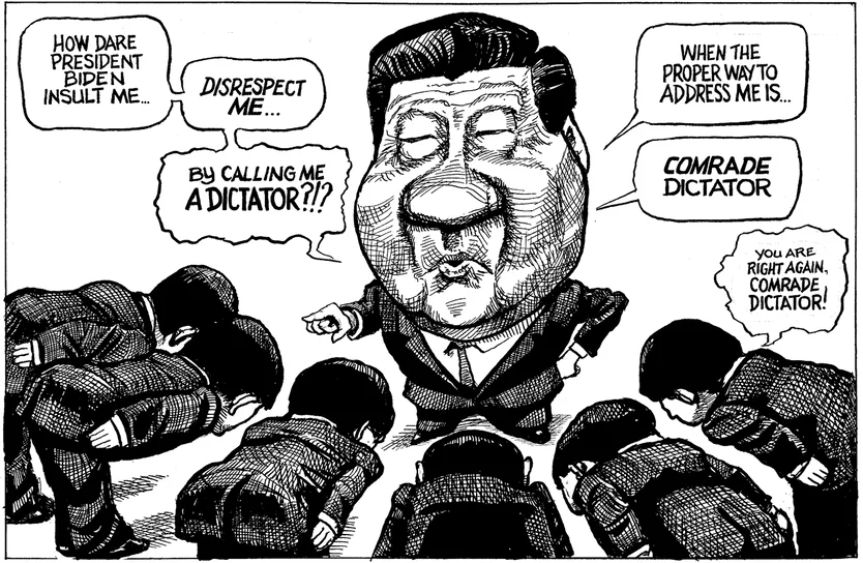 HOW DARE
PRESIDENT
BIDEN
INSULT ME...
DISRESPECT
ME...
BY CALLING ME
A DICTATOR?!?
WHEN THE
PROPER WAY TO
ADDRESS ME IS...
COMRADE
DICTATOR
YOU ARE
RIGHT AGAIN,
COMRADE
DICTATOR!